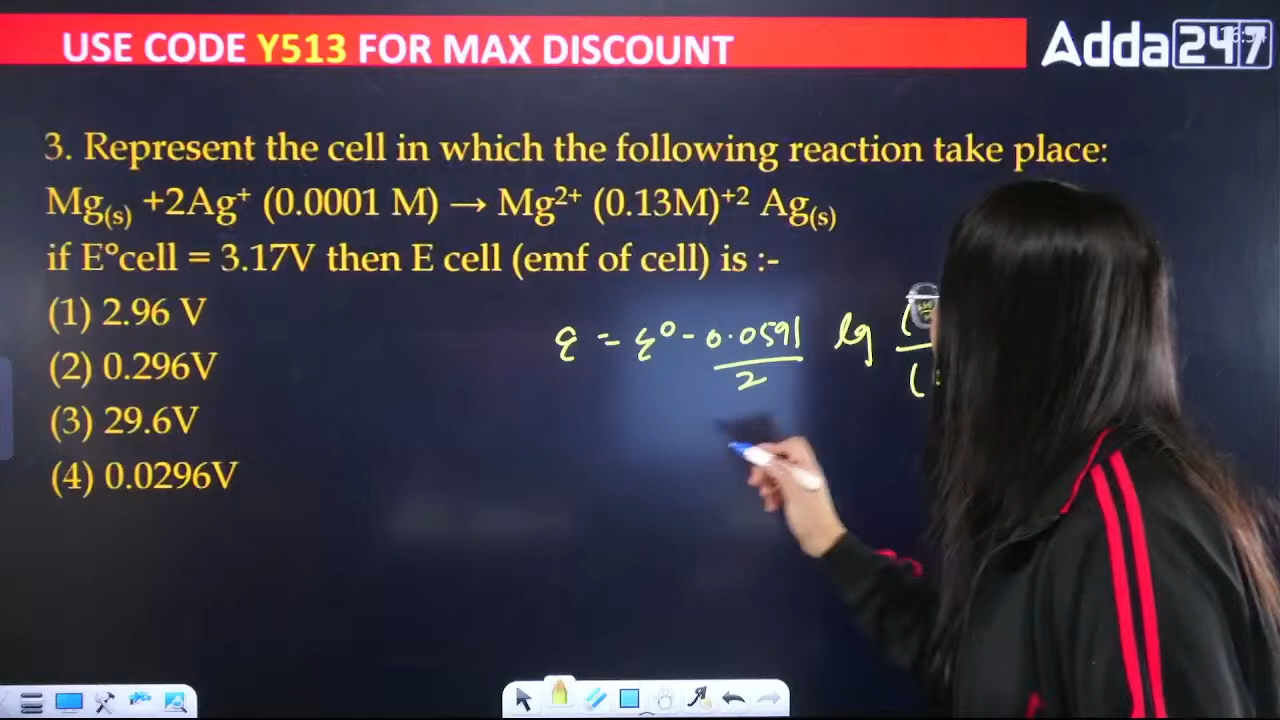 USE CODE Y513 FOR MAX DISCOUNT
Adda247
3. Represent the cell in which the following reaction take place:
Mg(s) +2Ag⁺ (0.0001 M) → Mg²⁺ (0.13M)⁺² Ag(s)
if E°cell = 3.17V then E cell (emf of cell) is :-
(1) 2.96 V
(2) 0.296V
(3) 29.6V
(4) 0.0296V
ε = ε⁰ - 0.0591 / 2 lg